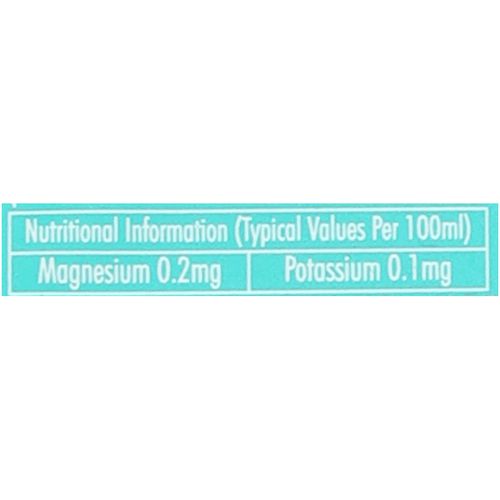 Nutritional Information (Typical Values Per 100ml)
Magnesium 0.2mg Potassium 0.1mg